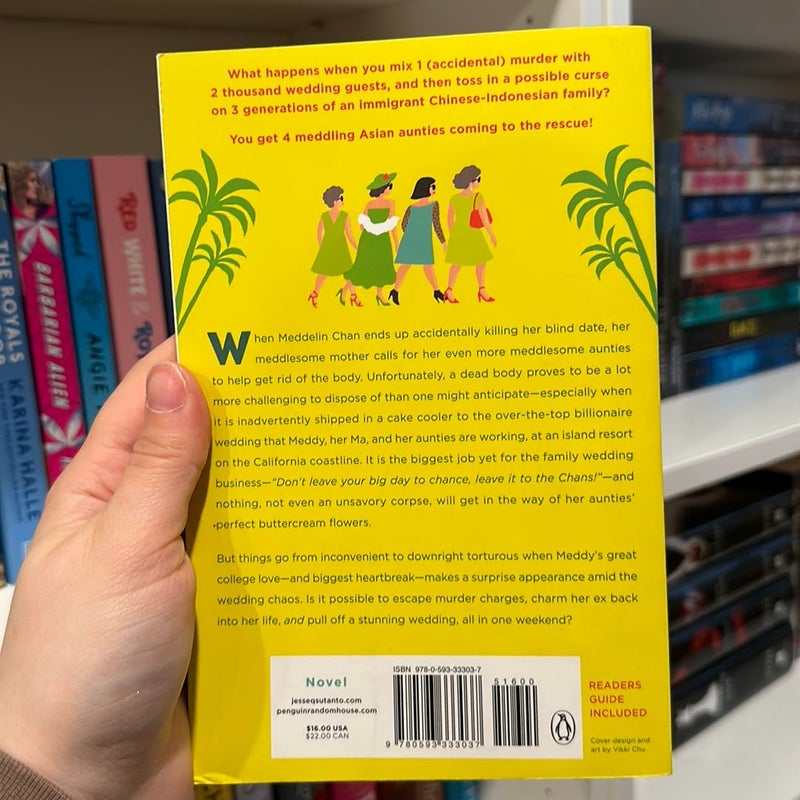 What happens when you mix 1 (accidental) murder with
2 thousand wedding guests, and then toss in a possible curse
on 3 generations of an immigrant Chinese-Indonesian family?
You get 4 meddling Asian aunties coming to the rescue!
When Meddelin Chan ends up accidentally killing her blind date, her
meddlesome mother calls for her even more meddlesome aunties
to help get rid of the body. Unfortunately, a dead body proves to be a lot
more challenging to dispose of than one might anticipate—especially when
it is inadvertently shipped in a cake cooler to the over-the-top billionaire
wedding that Meddy, her Ma, and her aunties are working, at an island resort
on the California coastline. It is the biggest job yet for the family wedding
business—“Don’t leave your big day to chance, leave it to the Chans!”—and
nothing, not even an unsavory corpse, will get in the way of her aunties’
perfect buttercream flowers.
But things go from inconvenient to downright torturous when Meddy’s great
college love—and biggest heartbreak—makes a surprise appearance amid the
wedding chaos. Is it possible to escape murder charges, charm her ex back
into her life, and pull off a stunning wedding, all in one weekend?
Novel
jesseqsutanto.com
penguinrandomhouse.com
$16.00 USA
$22.00 CAN
ISBN 978-0-593-33303-7
51600
9 780593 333037
READERS
GUIDE
INCLUDED
Cover design and
art by Vikki Chu
THE ROYALS
KARINA HALLE
BARBARIAN ALIEN
ANGIE
RED WHITE &